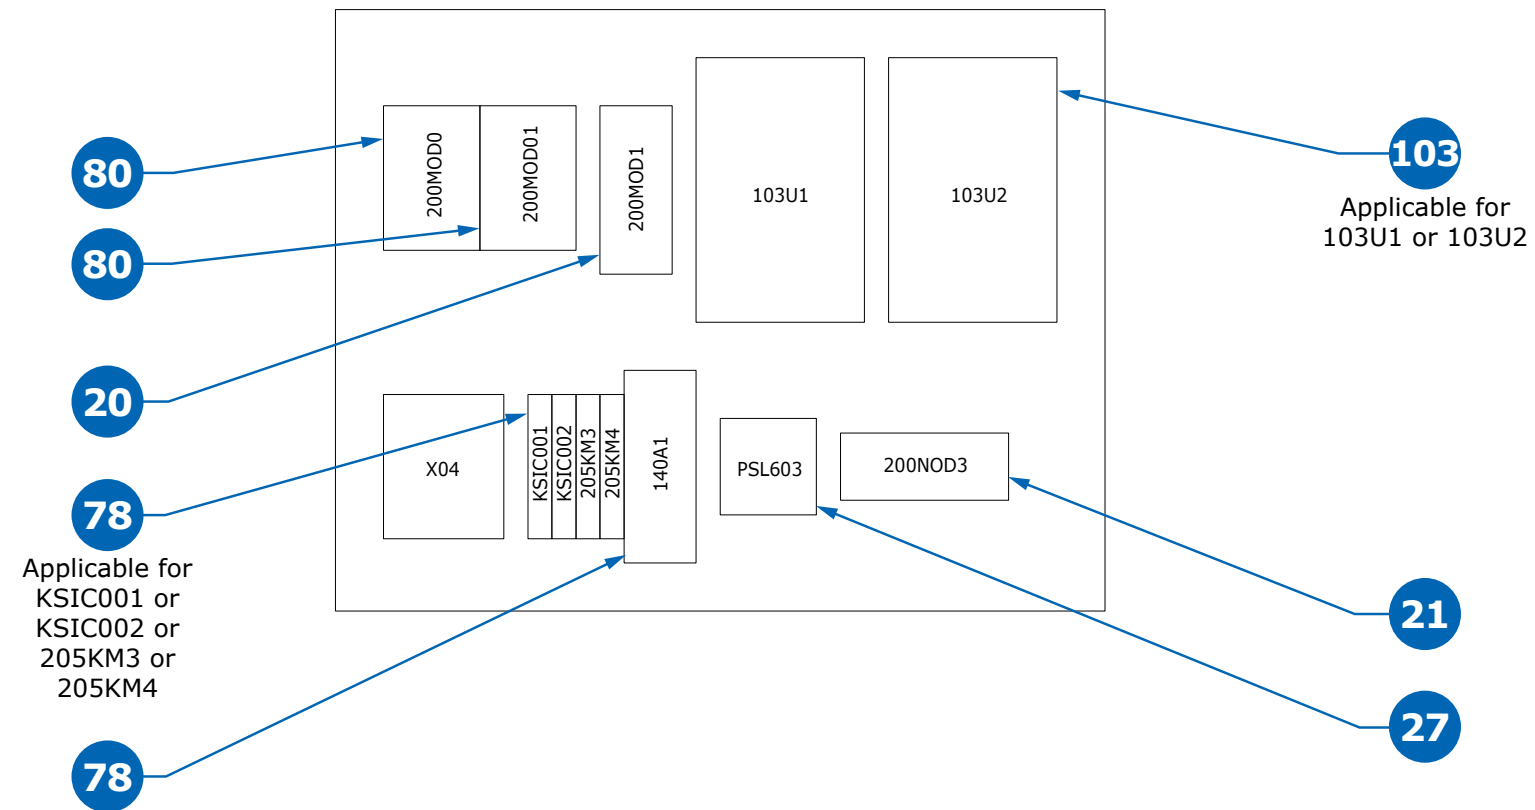 80
80
20
78
Applicable for
KSIC001 or
KSIC002 or
205KM3 or
205KM4
78
200MOD0
200MOD01
200MOD1
103U1
103U2
X04
KSIC001
KSIC002
205KM3
205KM4
140A1
PSL603
200NOD3
103
Applicable for
103U1 or 103U2
21
27